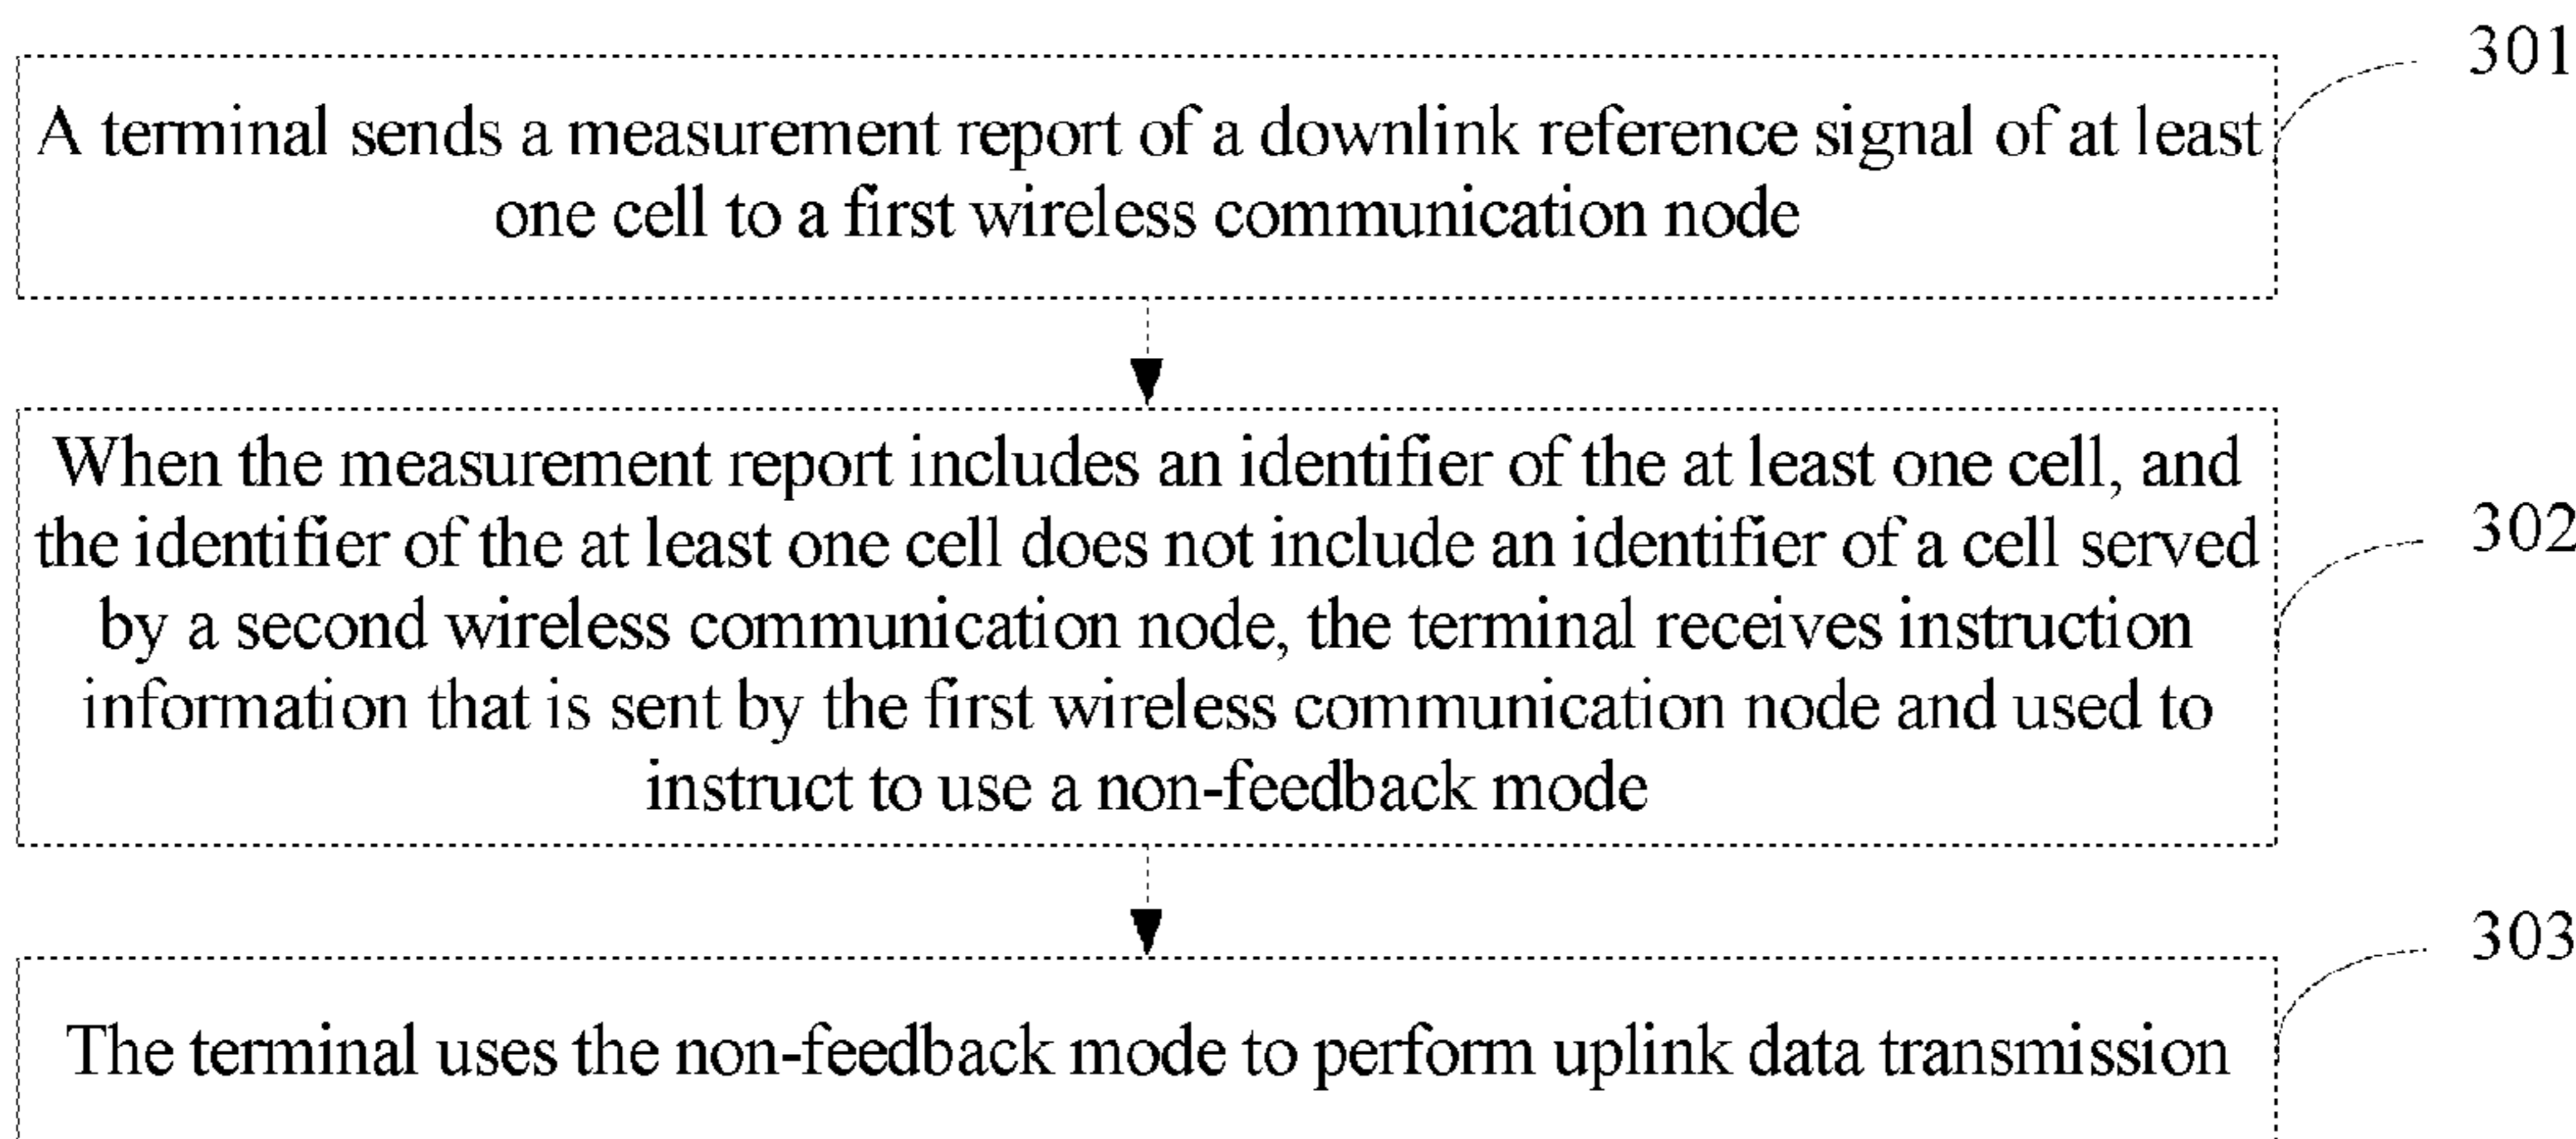 301
A terminal sends a measurement report of a downlink reference signal of at least
one cell to a first wireless communication node
When the measurement report includes an identifier of the at least one cell, and
302
the identifier of the at least one cell does not include an identifier of a cell served
by a second wireless communication node, the terminal receives instruction
information that is sent by the first wireless communication node and used to
instruct to use a non-feedback mode
303
The terminal uses the non-feedback mode to perform uplink data transmission